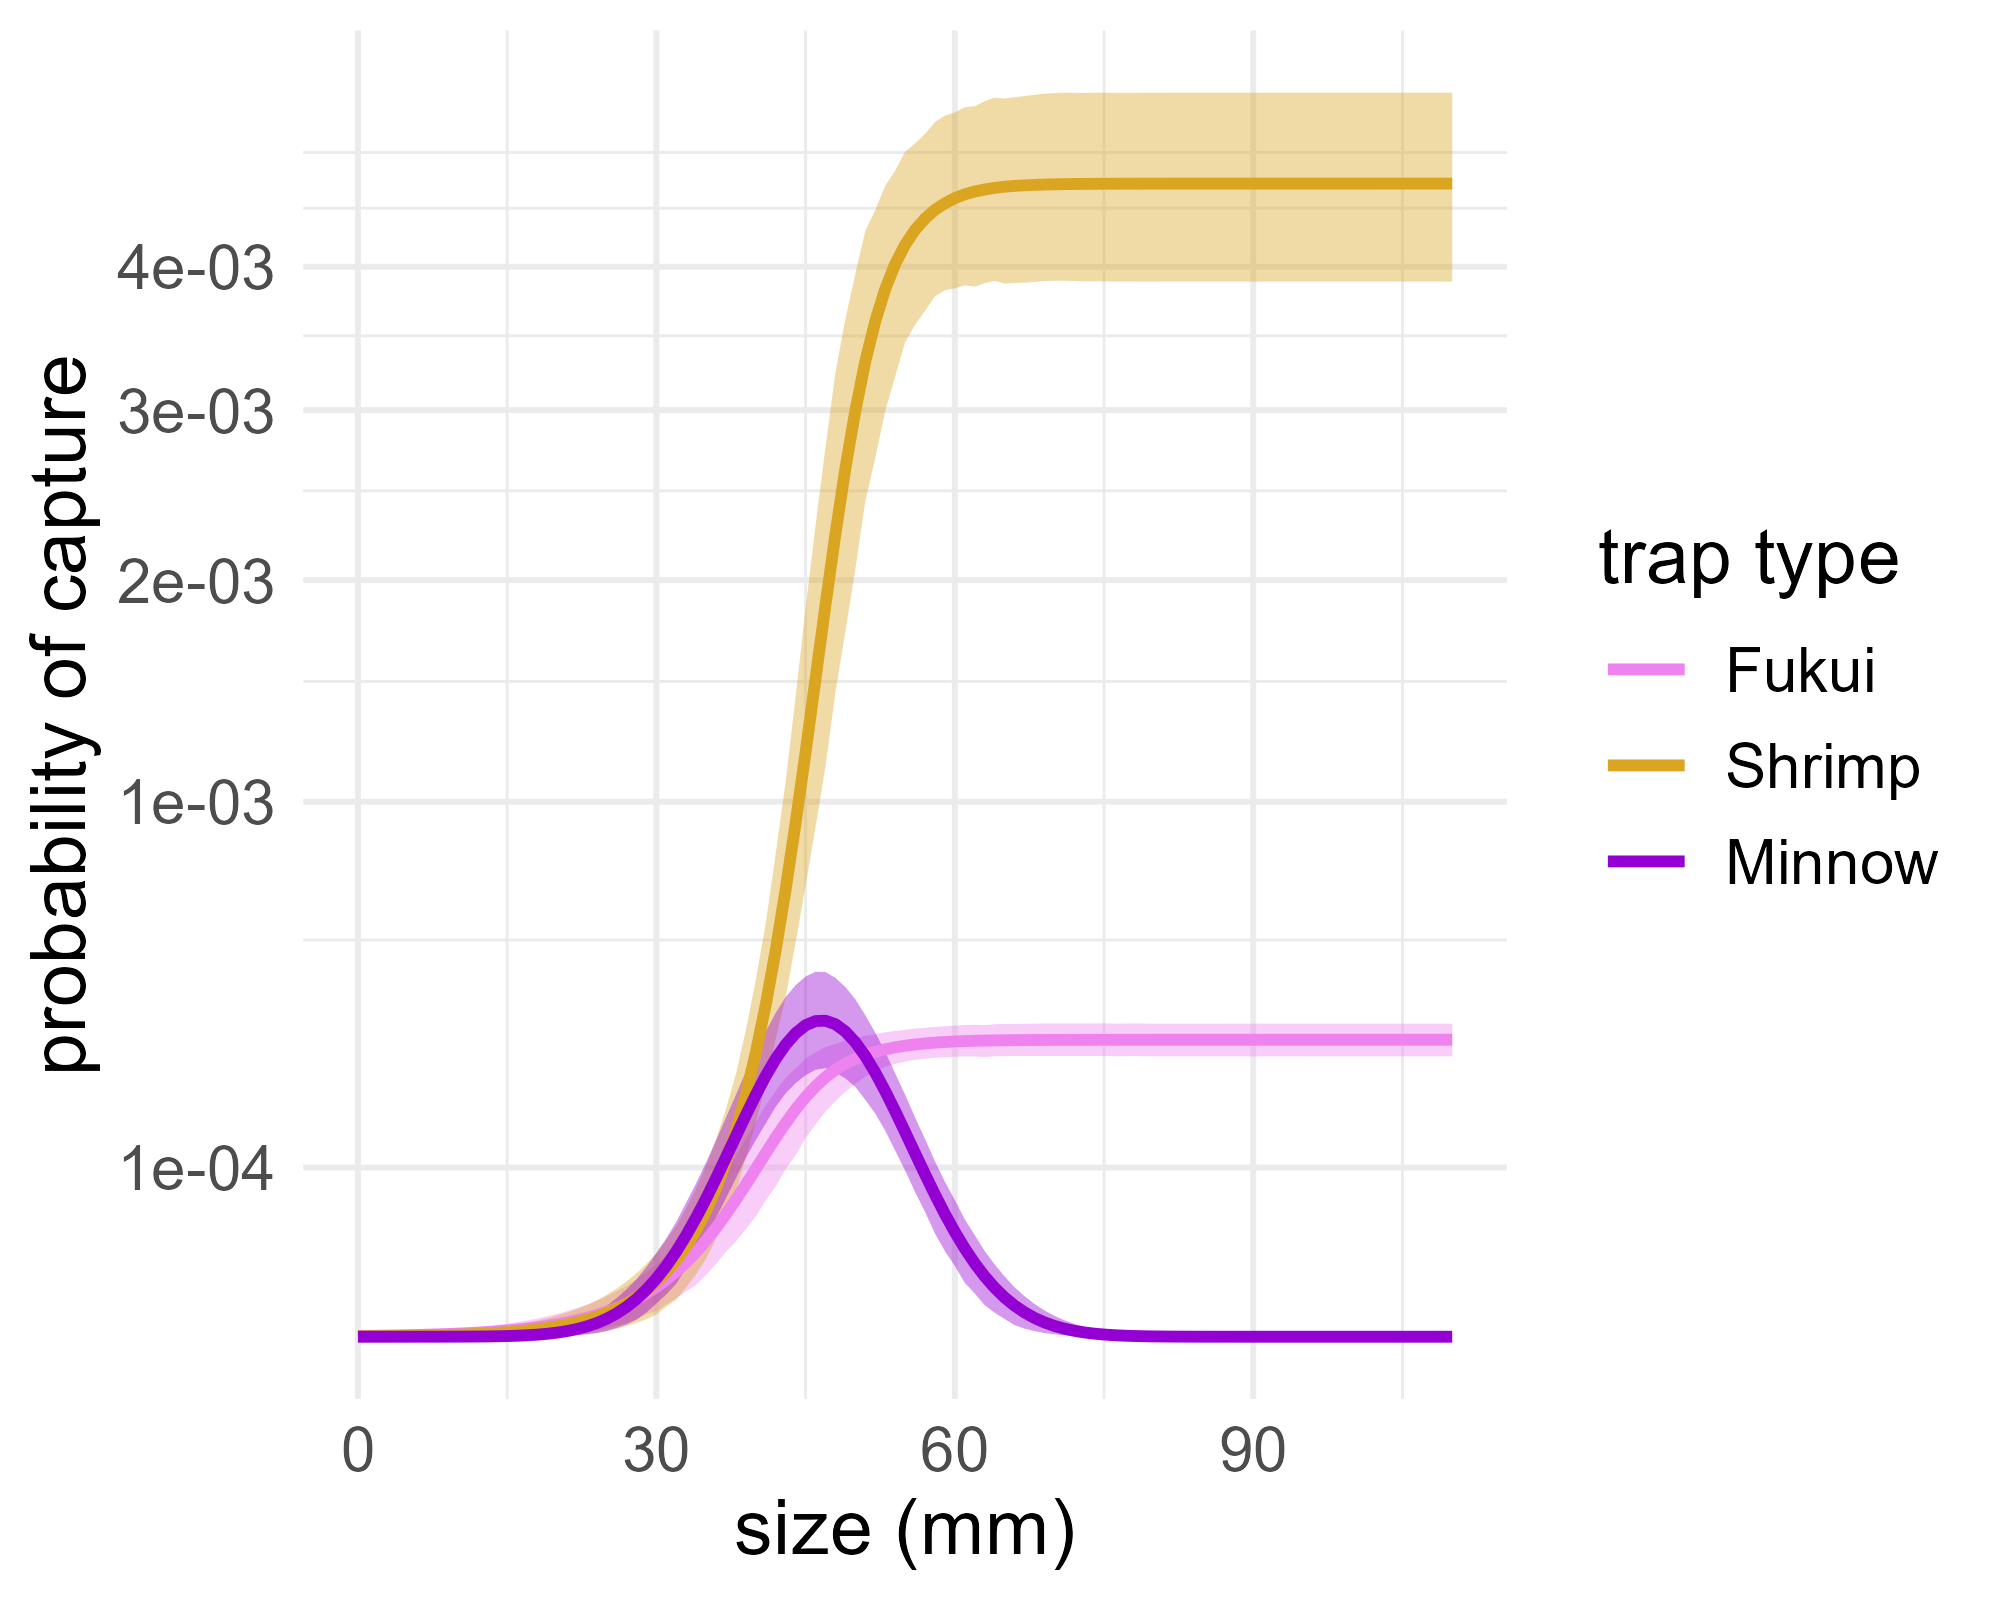 probability of capture
4e-03
3e-03
2e-03
1e-03
1e-04
0 30 60 90
size (mm)
trap type
Fukui
Shrimp
Minnow